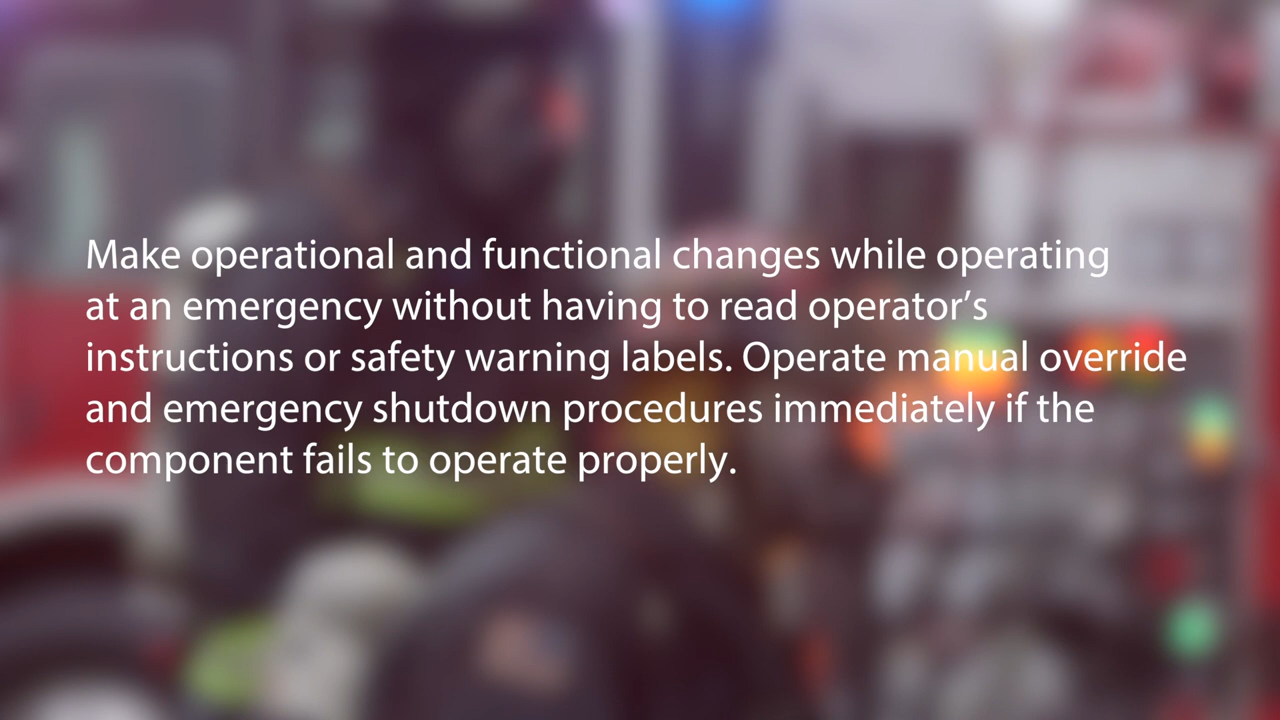 Make operational and functional changes while operating
at an emergency without having to read operator’s
instructions or safety warning labels. Operate manual override
and emergency shutdown procedures immediately if the
component fails to operate properly.